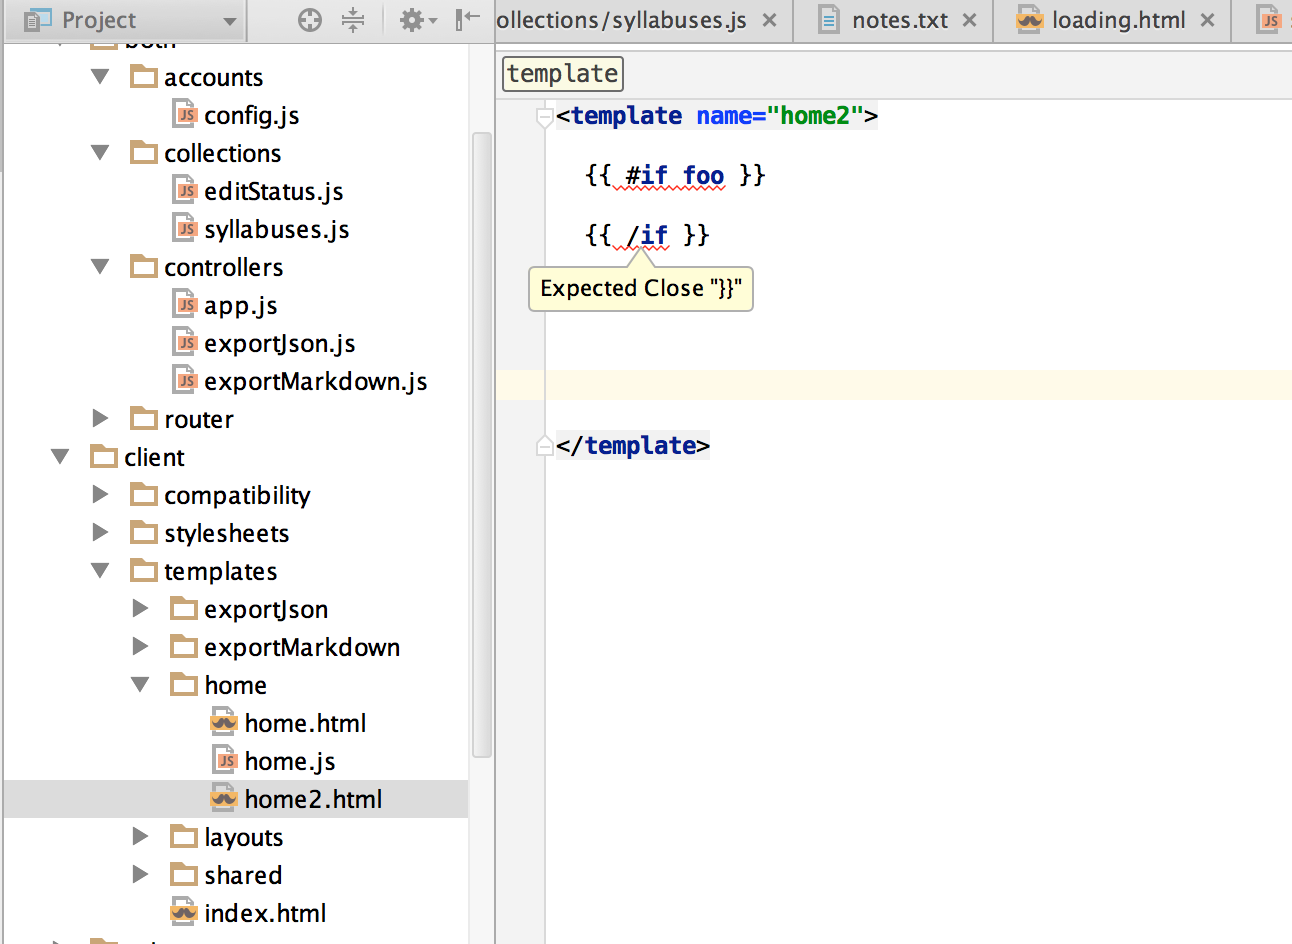 Project
both
accounts
config.js
collections
editStatus.js
syllabuses.js
controllers
app.js
exportJson.js
exportMarkdown.js
router
client
compatibility
stylesheets
templates
exportJson
exportMarkdown
home
home.html
home.js
home2.html
layouts
shared
index.html
ollections/syllabuses.js
notes.txt
loading.html
template
<template name="home2">
{{ #if foo }}
{{ /if }}
Expected Close "}}"
</template>